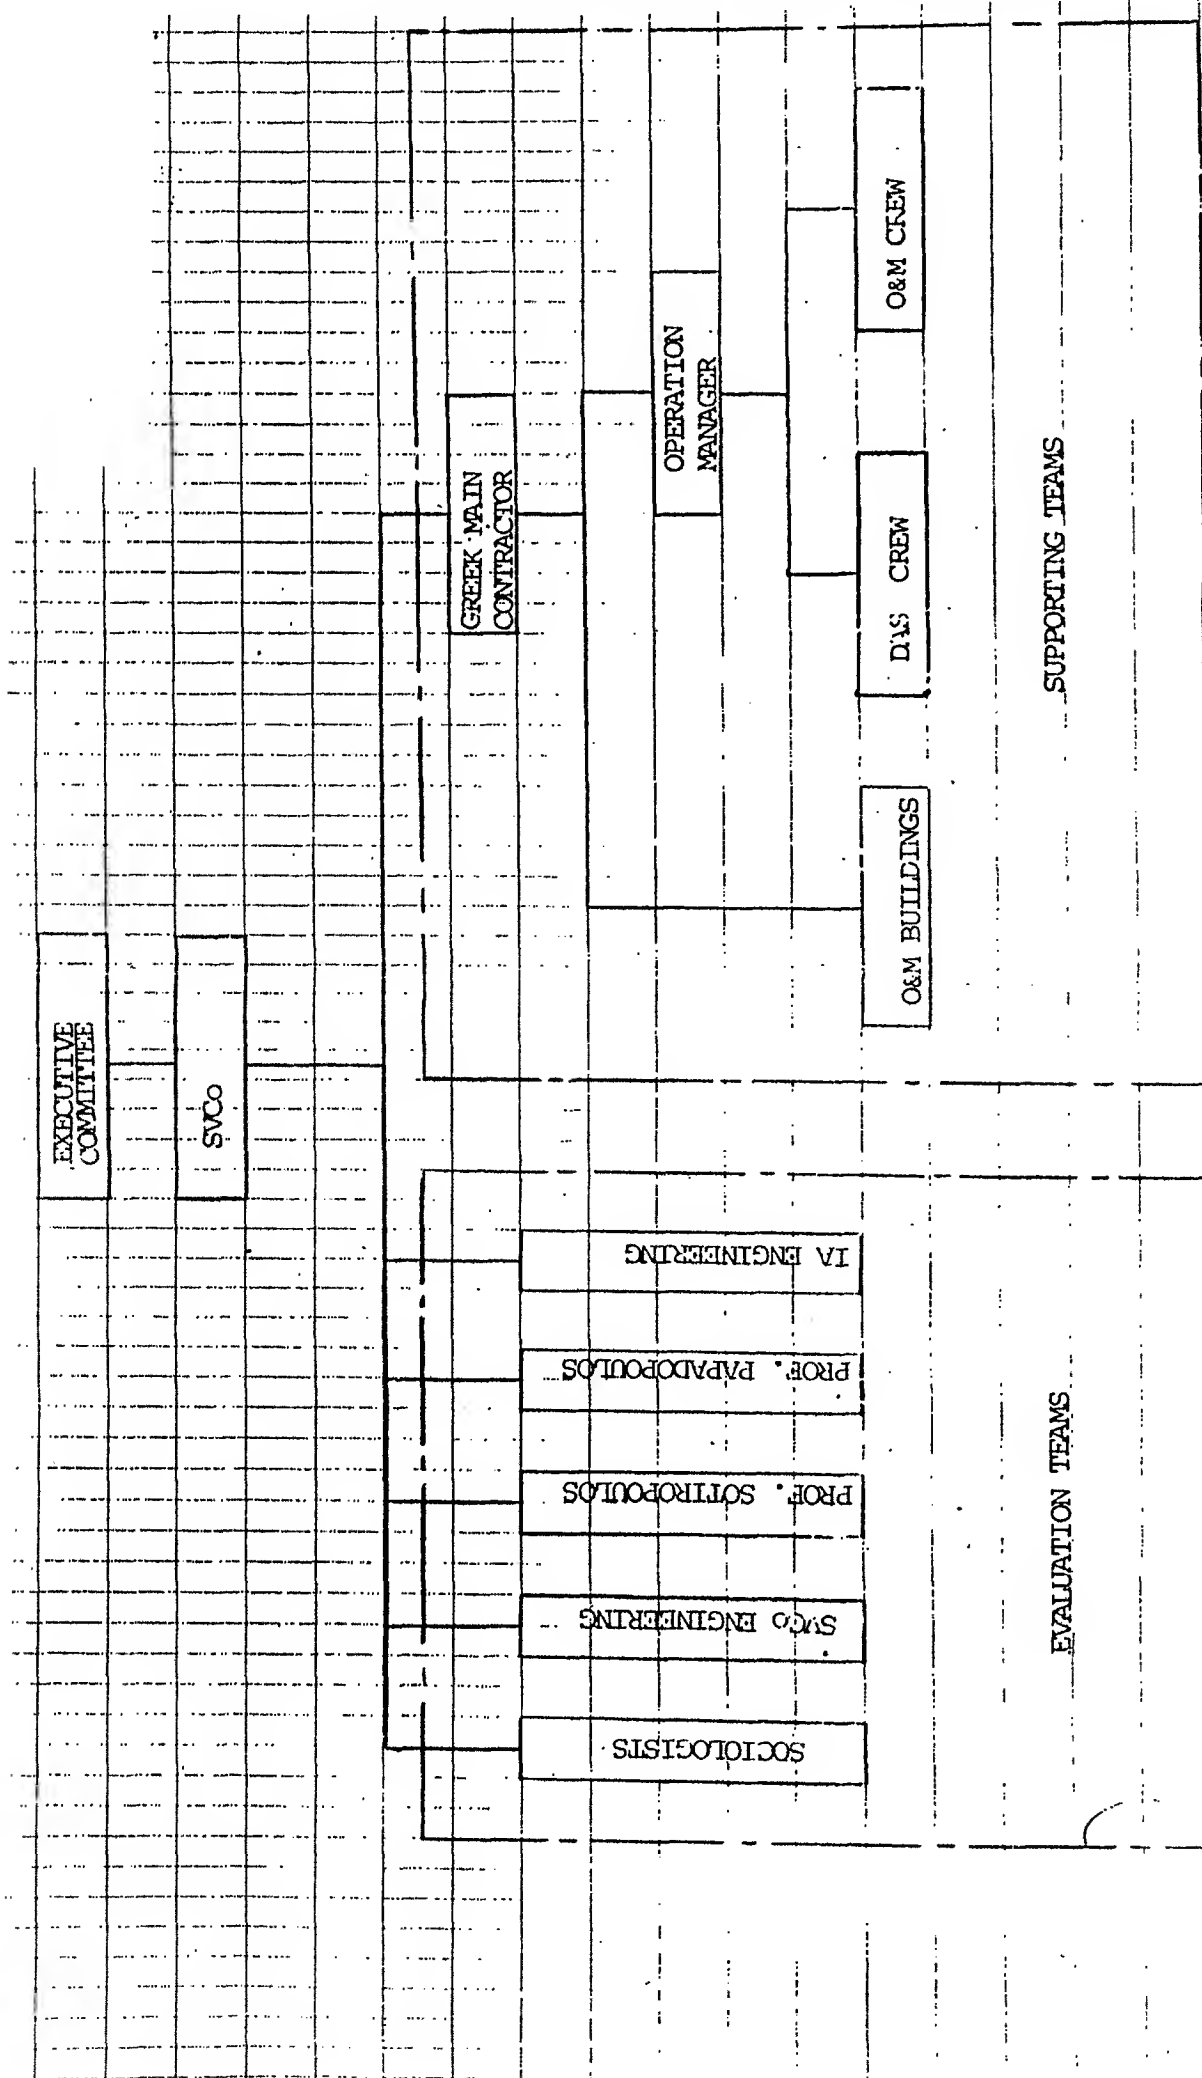 EXECUTIVE
COMMITTEE
SVCo
SOCIOLOGISTS
SVCo ENGINEERING
PROF. SOTIROPOULOS
PROF. PAPADOPOULOS
IA ENGINEERING
GREEK MAIN
CONTRACTOR
OPERATION
MANAGER
O&M BUILDINGS
DAS CREW
O&M CREW
EVALUATION TEAMS
SUPPORTING TEAMS